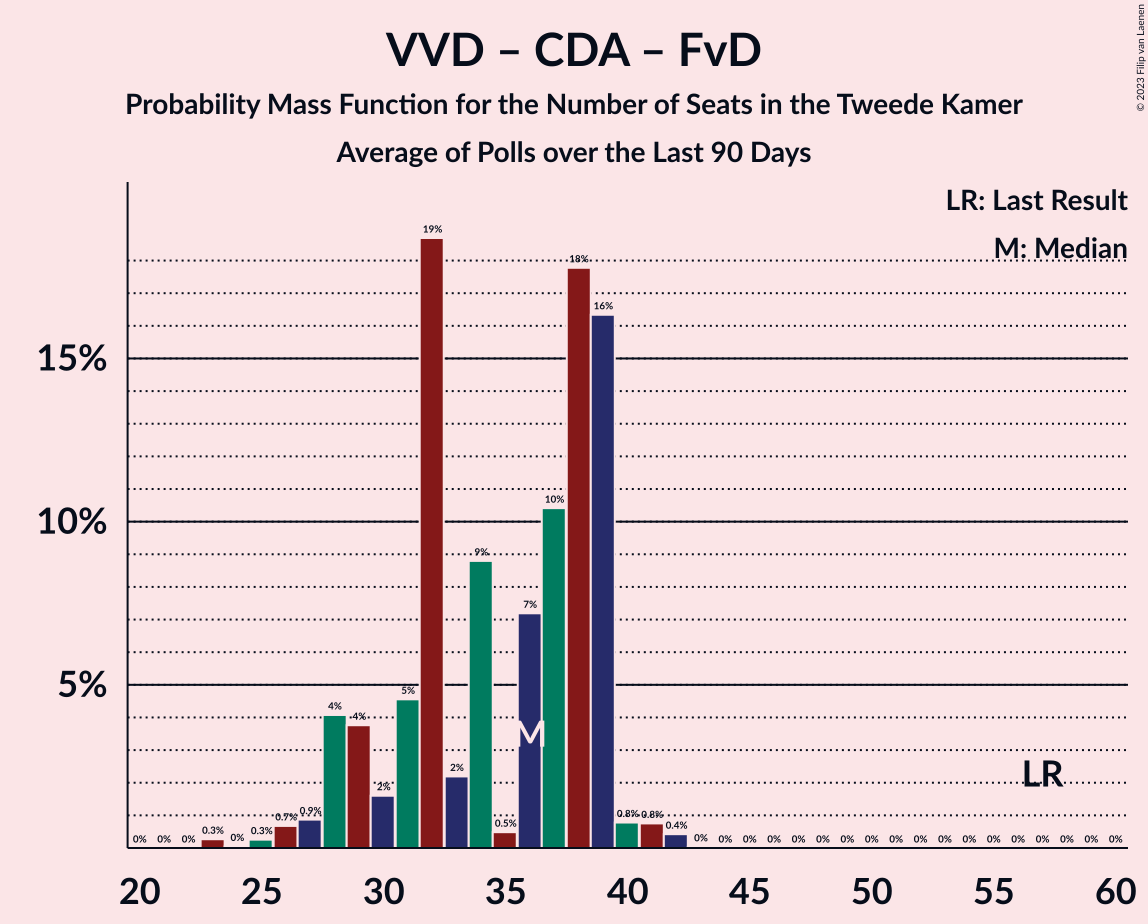 VVD – CDA – FvD
Probability Mass Function for the Number of Seats in the Tweede Kamer
Average of Polls over the Last 90 Days
© 2023 Filip van Laenen
LR: Last Result
M: Median
15%
10%
5%
0% 0% 0% 0.3% 0% 0.3% 0.7% 0.9% 4% 4% 2% 5% 19% 2% 9% 0.5% 7% 10% 18% 16% 0.8% 0.8% 0.4% 0% 0% 0% 0% 0% 0% 0% 0% 0% 0% 0% 0% 0% 0% 0% 0% 0% 0%
M
LR
20 25 30 35 40 45 50 55 60